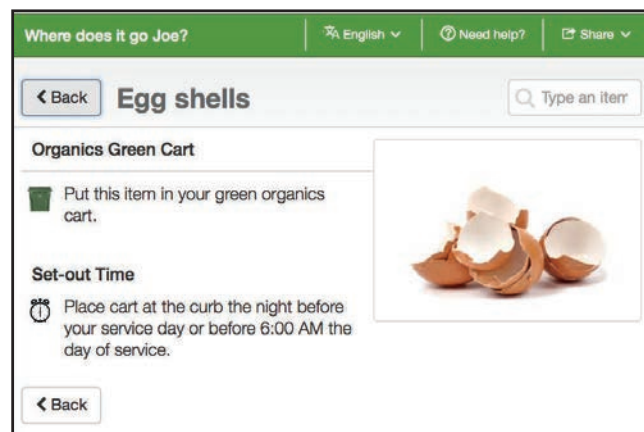 Where does it go Joe?
English
Need help?
Share
Back
Egg shells
Type an iter
Organics Green Cart
Put this item in your green organics
cart.
Set-out Time
Place cart at the curb the night before
your service day or before 6:00 AM the
day of service.
Back